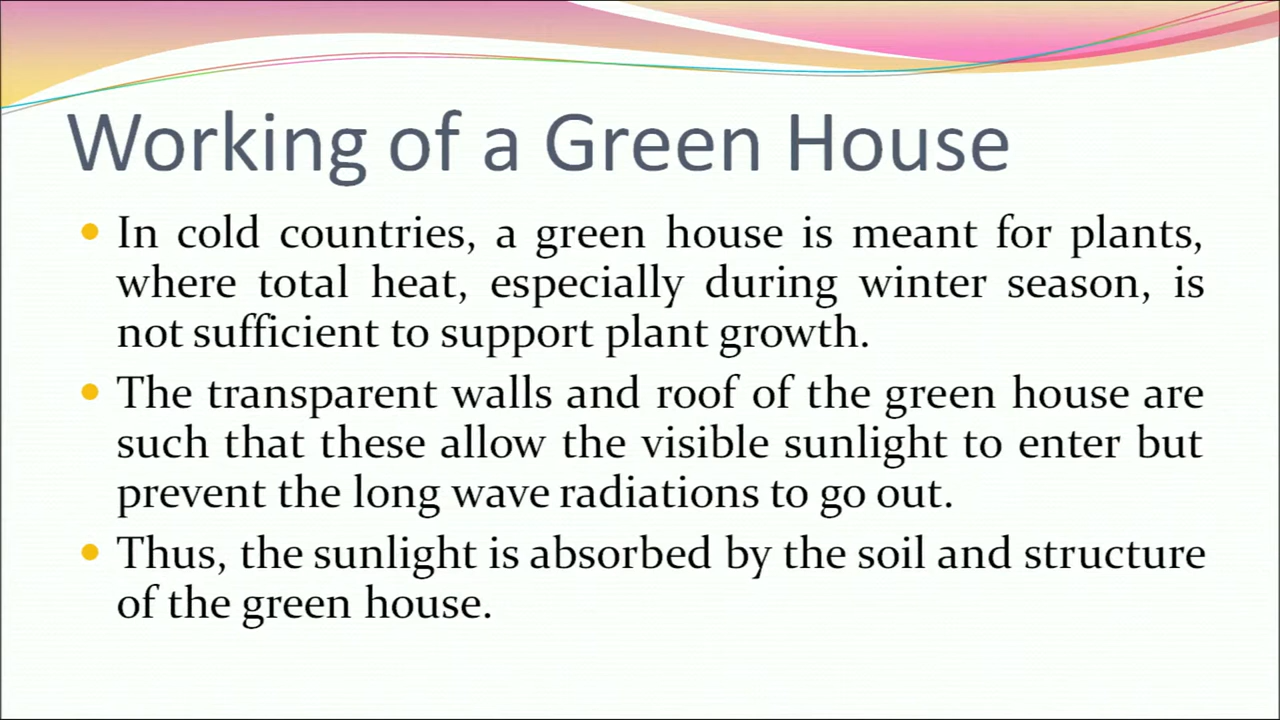 Working of a Green House
• In cold countries, a green house is meant for plants,
where total heat, especially during winter season, is
not sufficient to support plant growth.
• The transparent walls and roof of the green house are
such that these allow the visible sunlight to enter but
prevent the long wave radiations to go out.
• Thus, the sunlight is absorbed by the soil and structure
of the green house.